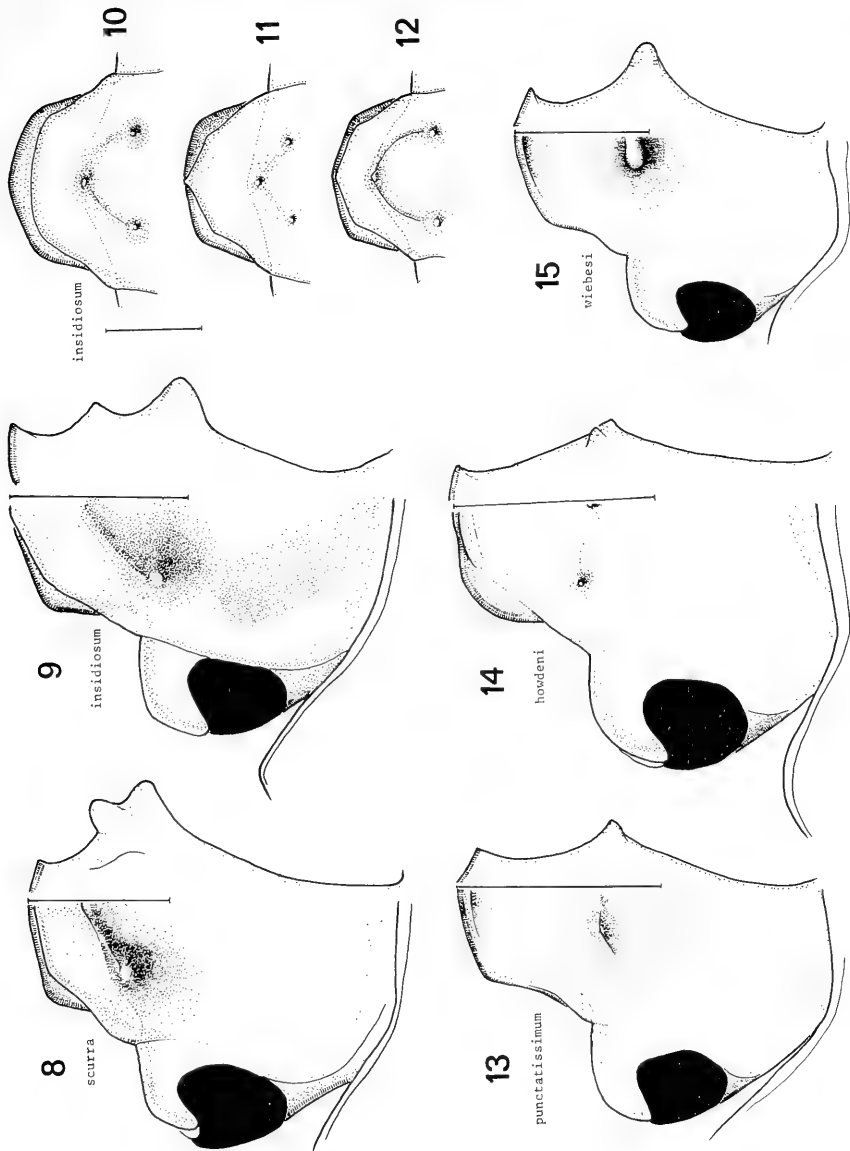 8
scurra
9
insidiosum
insidiosum
10
11
12
13
punctatissimum
14
howdeni
15
wiebesi